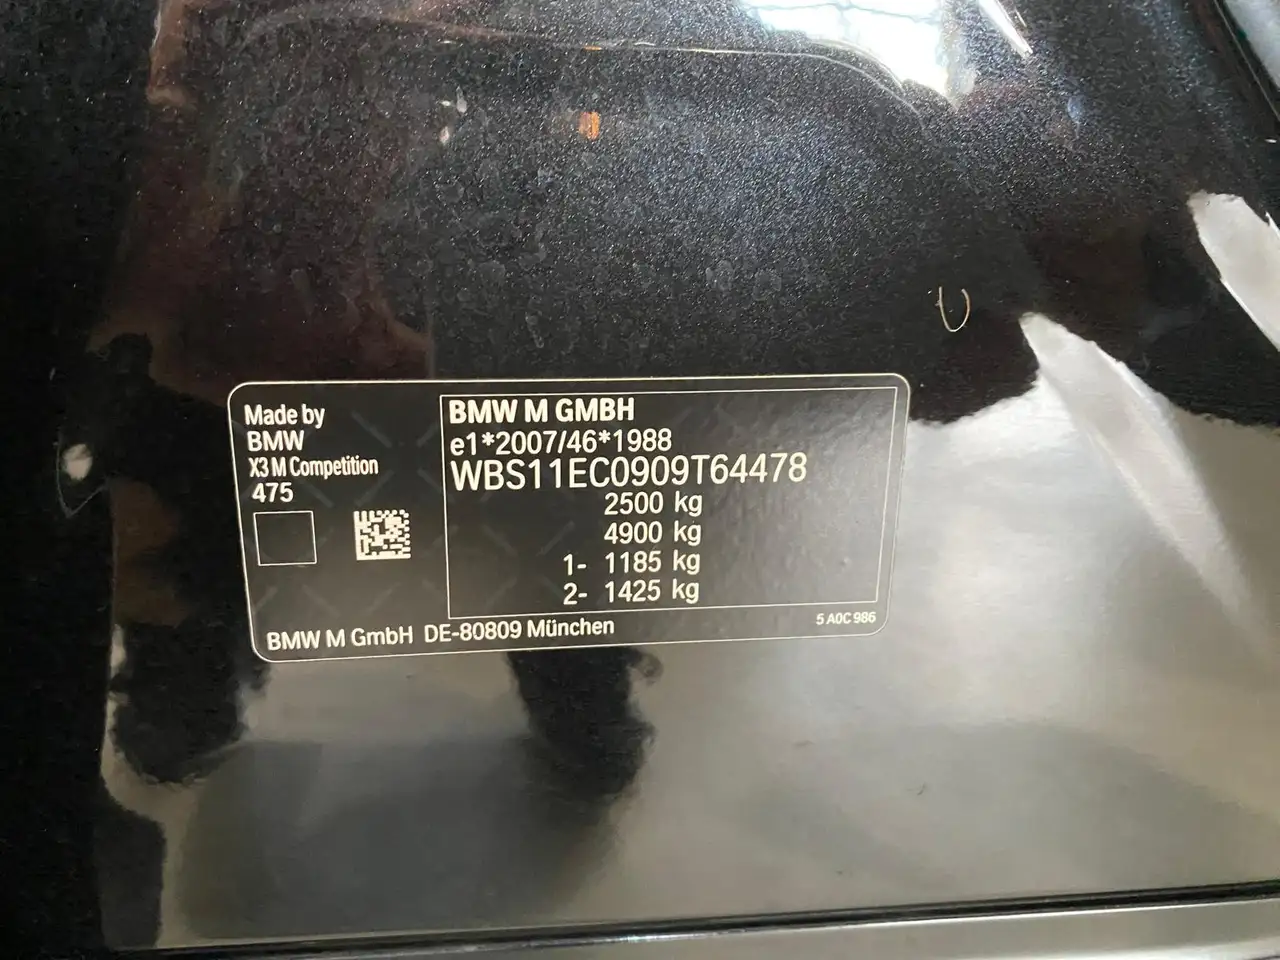 Made by
BMW
X3 M Competition
475
BMW M GMBH
e1*2007/46*1988
WBS11EC0909T64478
2500 kg
4900 kg
1- 1185 kg
2- 1425 kg
BMW M GmbH DE-80809 München
5 A0C 986